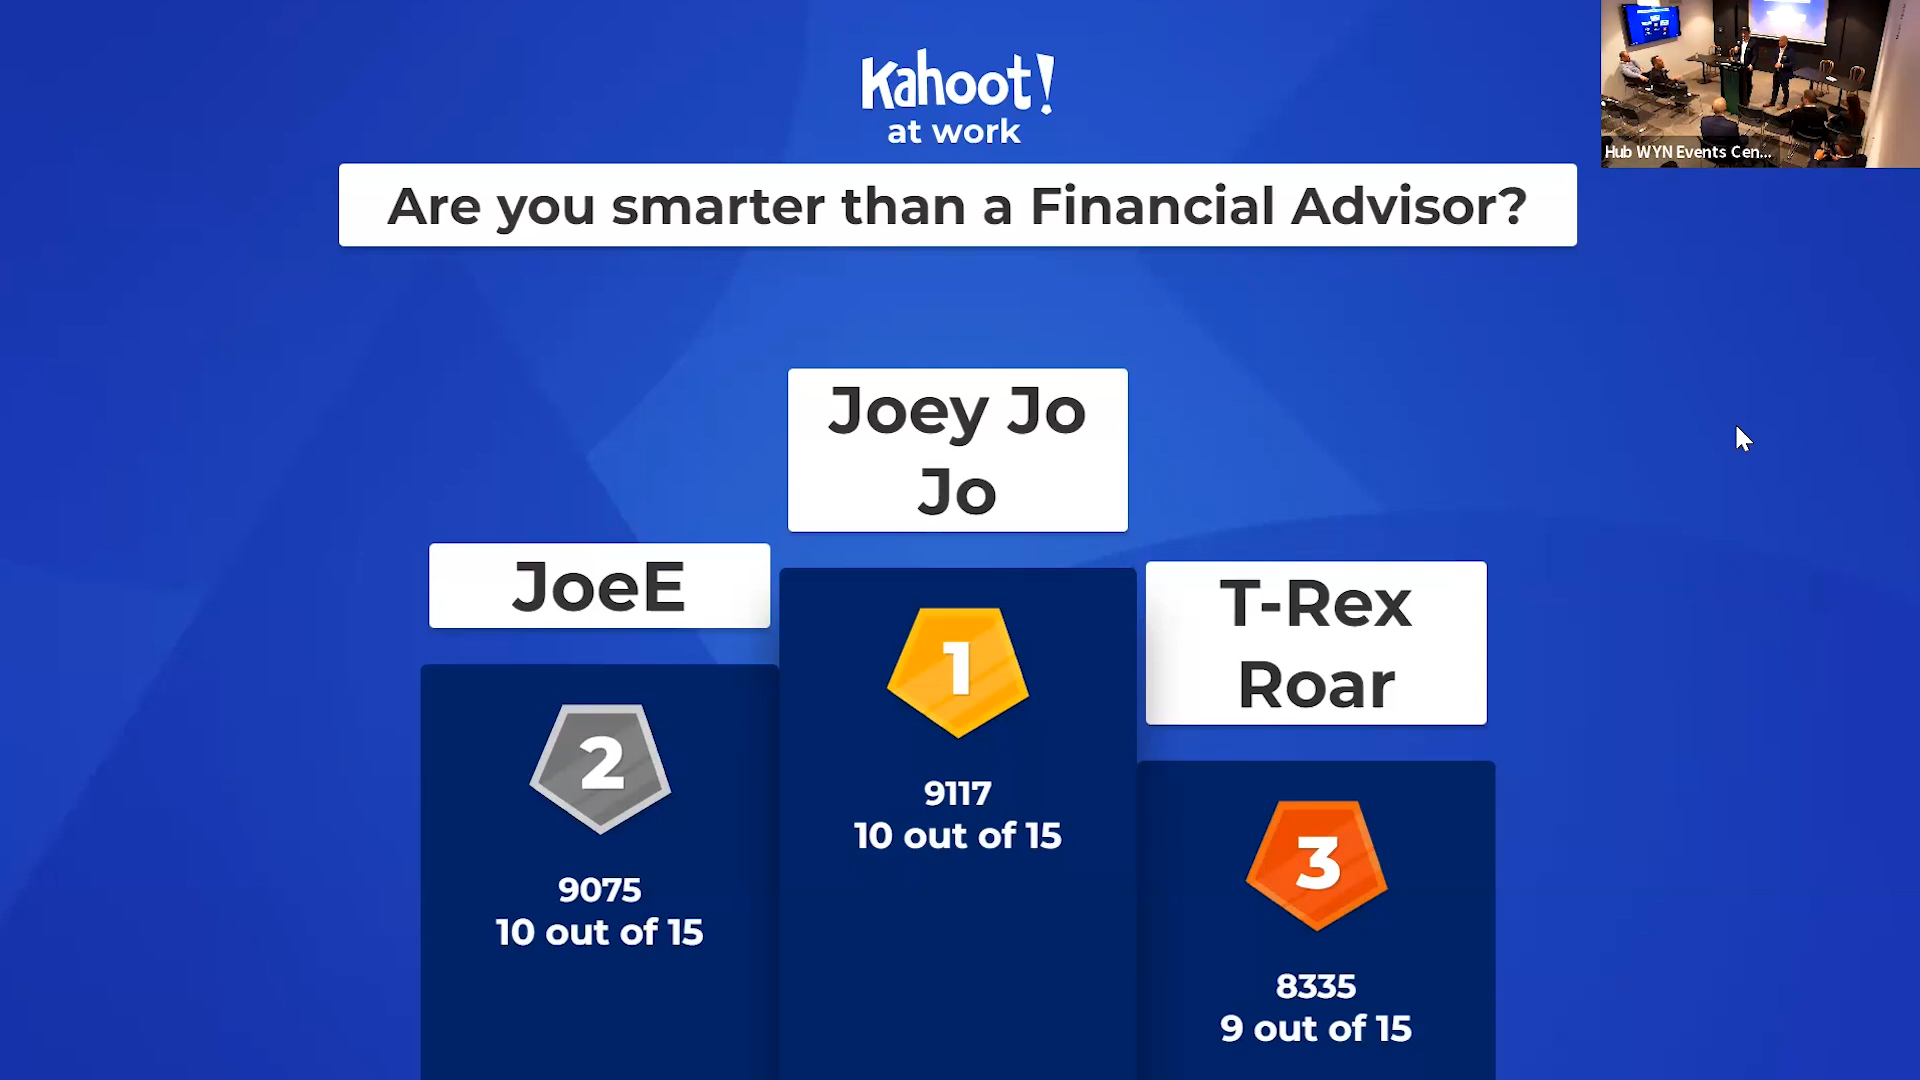 Kahoot!
at work
Hub WYN Events Cen...
Are you smarter than a Financial Advisor?
Joey Jo
Jo
JoeE
T-Rex
Roar
1
9117
10 out of 15
2
9075
10 out of 15
3
8335
9 out of 15